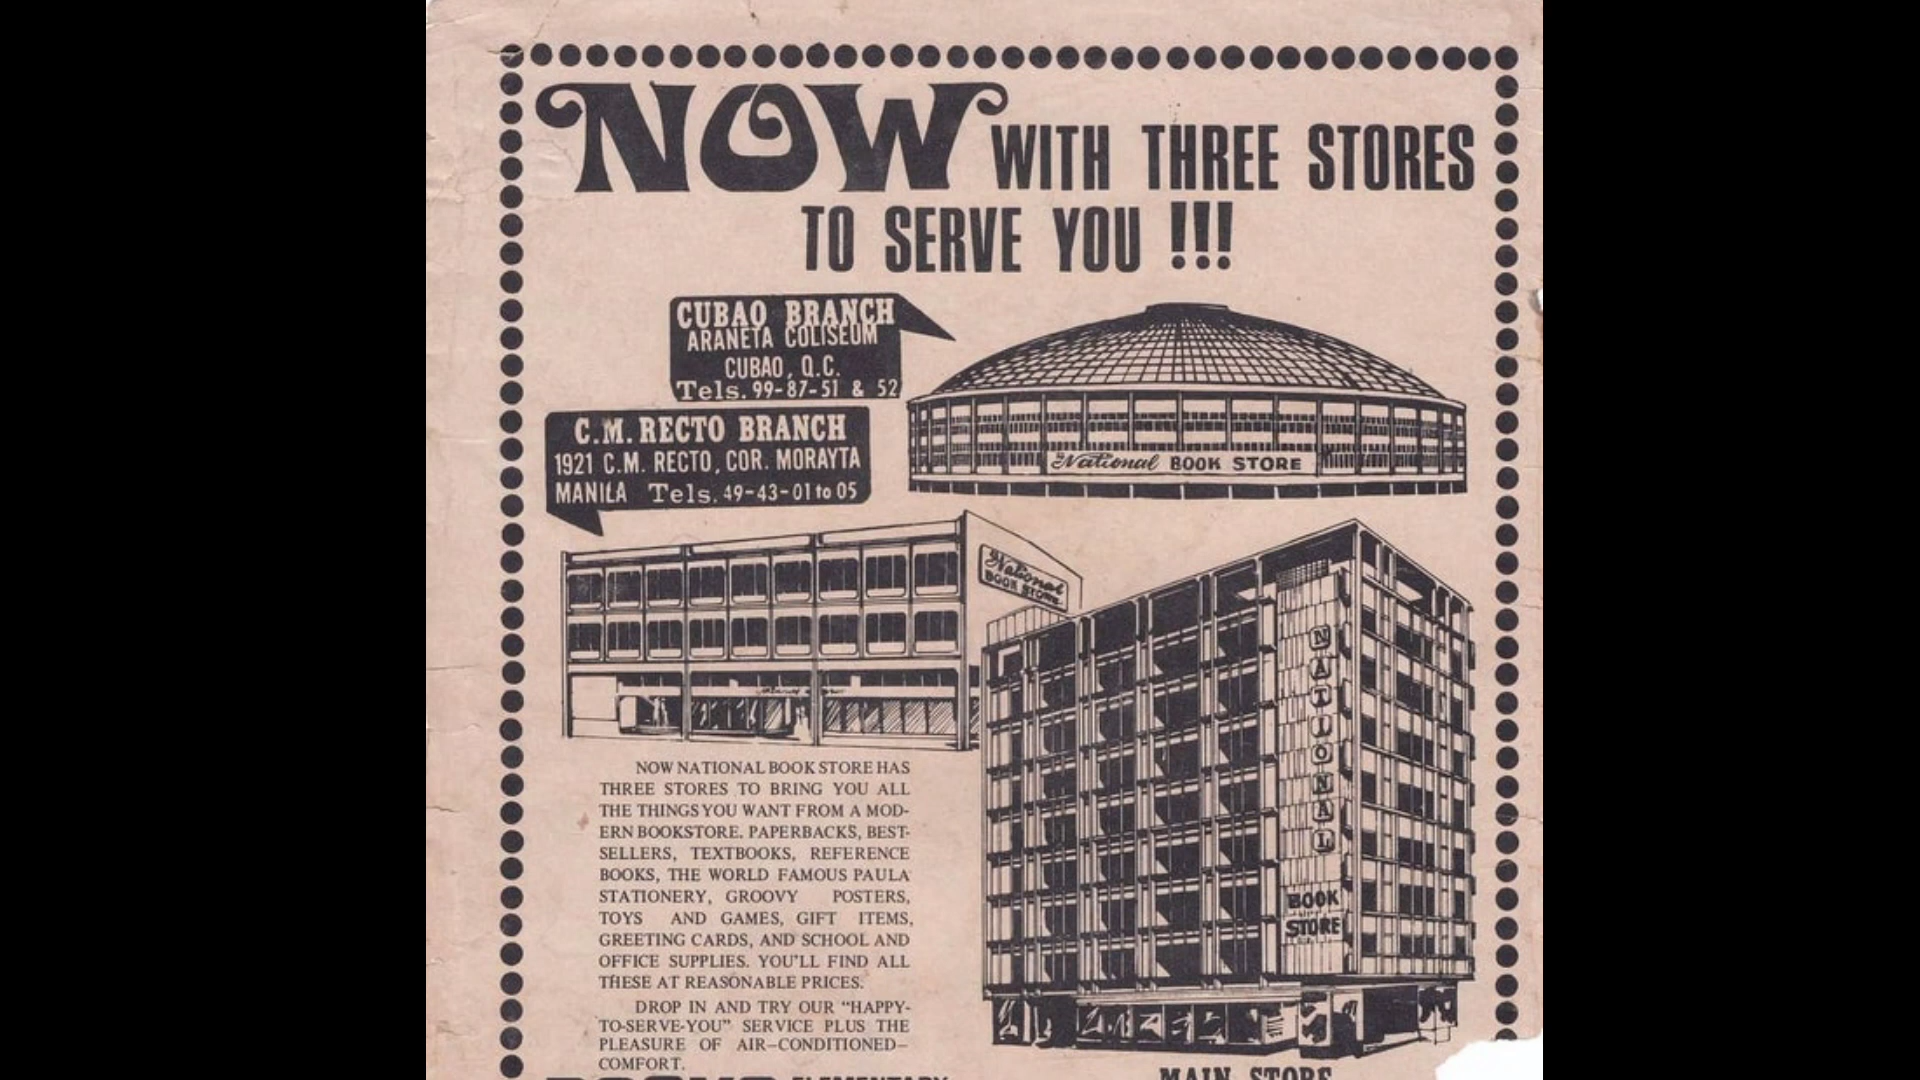 NOW WITH THREE STORES
TO SERVE YOU !!!
CUBAO BRANCH
ARANETA COLISEUM
CUBAO, Q.C.
Tels. 99-87-51 & 52
C.M. RECTO BRANCH
1921 C.M. RECTO, COR. MORAYTA
MANILA Tels. 49-43-01 to 05
National BOOK STORE
National
BOOK STORE
NATIONAL
BOOK
STORE
NOW NATIONAL BOOK STORE HAS
THREE STORES TO BRING YOU ALL
THE THINGS YOU WANT FROM A MOD-
ERN BOOKSTORE. PAPERBACKS, BEST-
SELLERS, TEXTBOOKS, REFERENCE
BOOKS, THE WORLD FAMOUS PAULA
STATIONERY, GROOVY POSTERS,
TOYS AND GAMES, GIFT ITEMS,
GREETING CARDS, AND SCHOOL AND
OFFICE SUPPLIES. YOU'LL FIND ALL
THESE AT REASONABLE PRICES.
DROP IN AND TRY OUR "HAPPY-
TO-SERVE-YOU" SERVICE PLUS THE
PLEASURE OF AIR-CONDITIONED-
COMFORT.
MAIN STORE